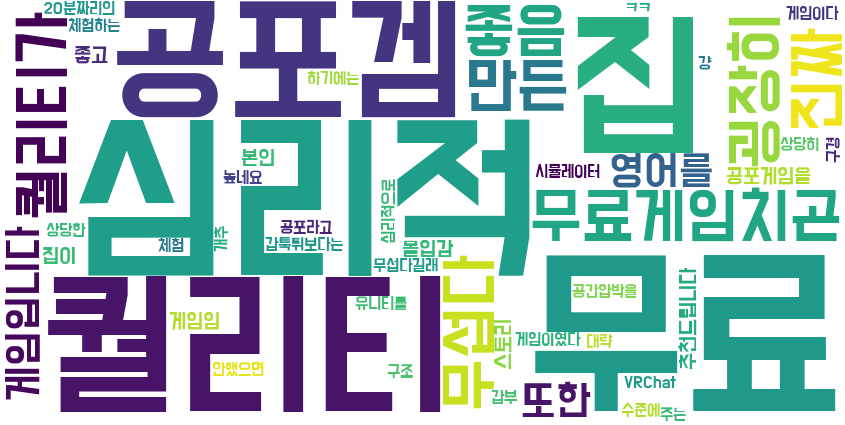 20분짜리의
체험하는
좋고
퀄리티가
공포겜
하기에는
좋음
만든
ㅋㅋ
집
걍
굉장히
게임이다
진짜
구경
상당히
공포게임을
심리적
본인
높네요
시뮬레이터
영어를
무료게임치곤
심리적으로
몰입감
공포라고
갑툭튀보다는
개추
체험
상당한
집이
무섭다길래
게임입니다
퀄리티
게임임
안했으면
유니티를
구조
무섭다
스토리
갑부
게임이였다
대략
공간압박을
무료
추천드립니다
VRChat
또한
수준에
주는